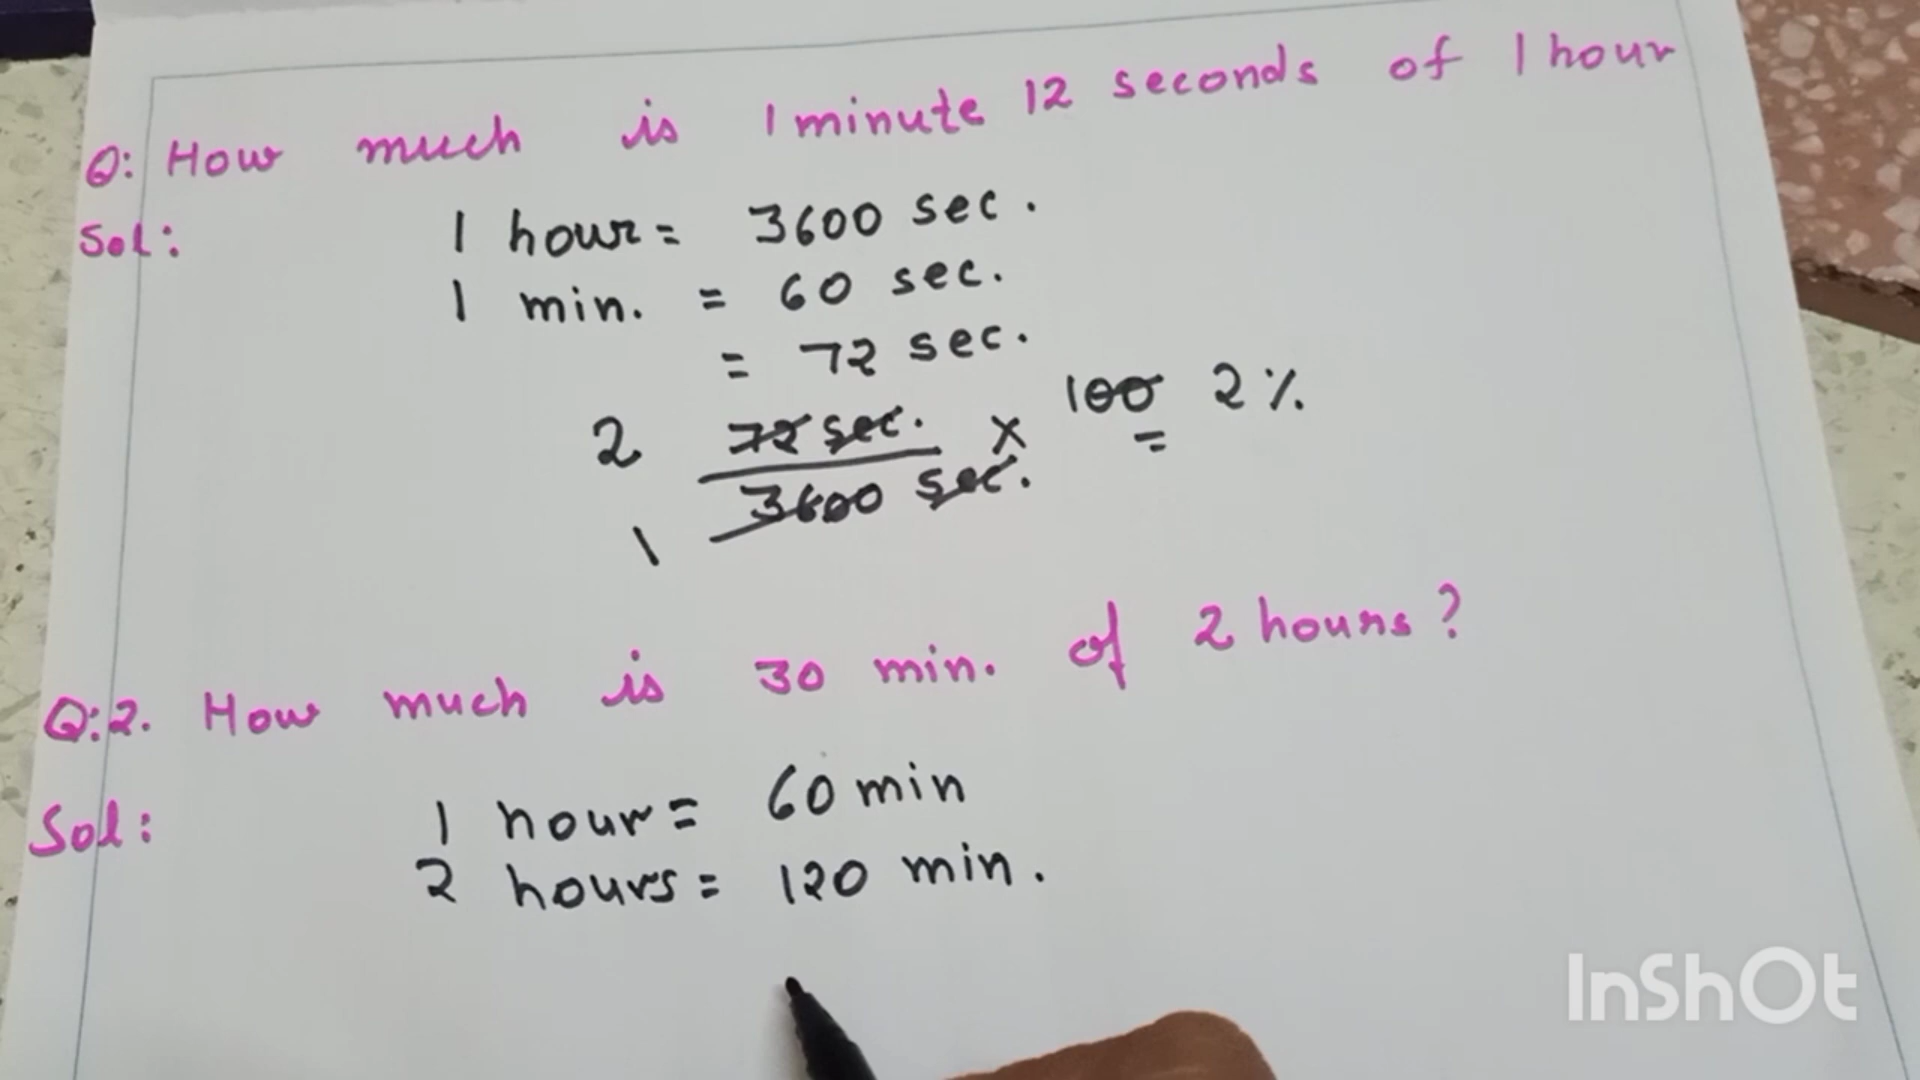 Q: How much is 1 minute 12 seconds of 1 hour
Sol: 1 hour = 3600 sec.
1 min. = 60 sec.
= 72 sec.
2 72 sec. × 100 = 2%
3600 sec.
1
Q:2. How much is 30 min. of 2 hours?
Sol: 1 hour = 60 min
2 hours = 120 min.
InShOt